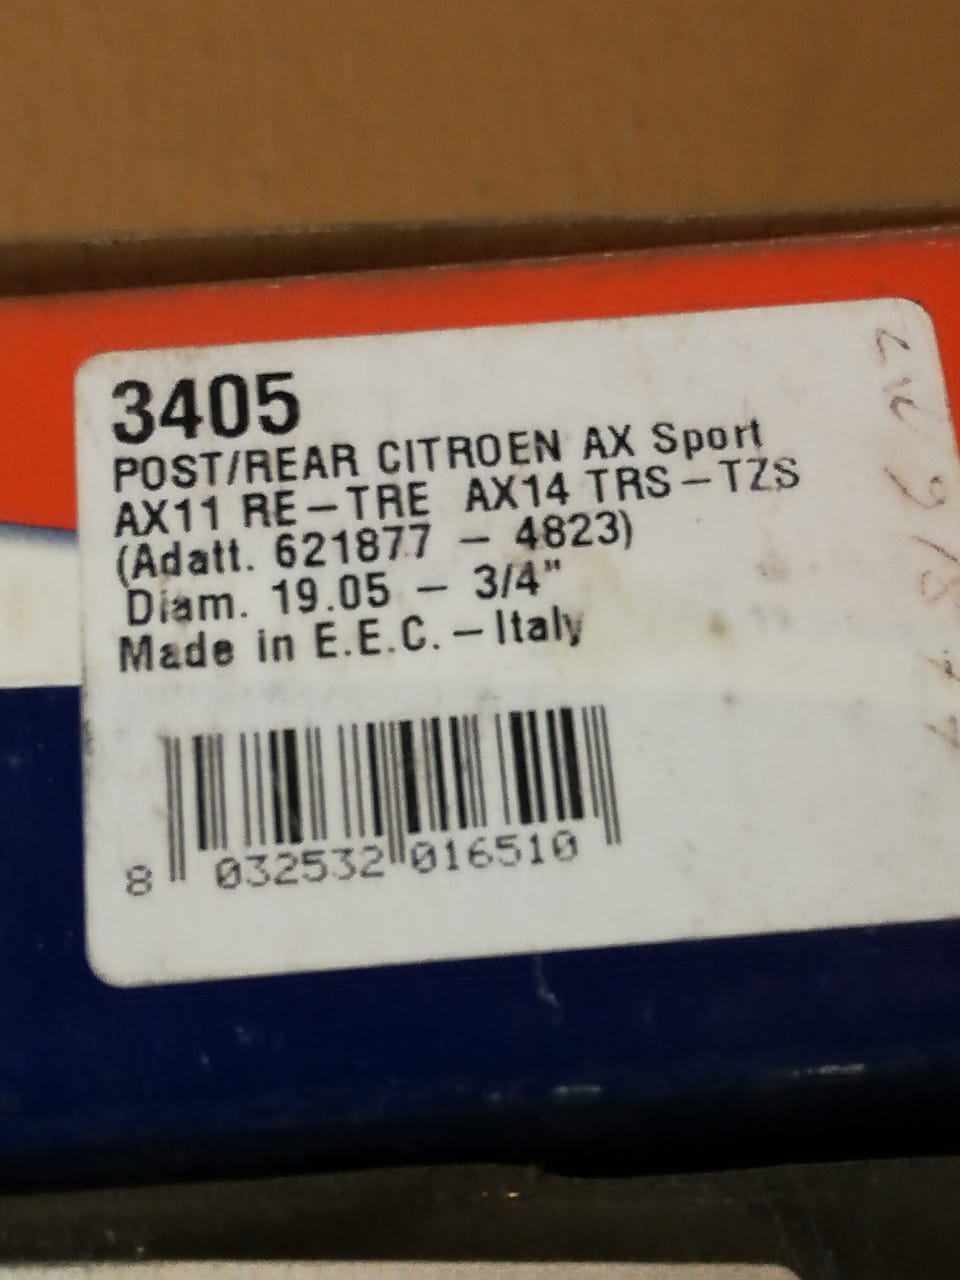 3405
POST/REAR CITROEN AX Sport
AX11 RE-TRE AX14 TRS-TZS
(Adatt. 621877 - 4823)
Diam. 19.05 - 3/4"
Made in E.E.C. - Italy
8 032532 016510